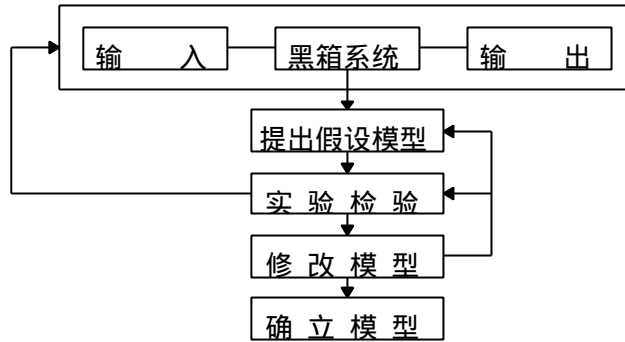 输 入 黑箱系统 输 出
提出假设模型
实 验 检 验
修 改 模 型
确 立 模 型